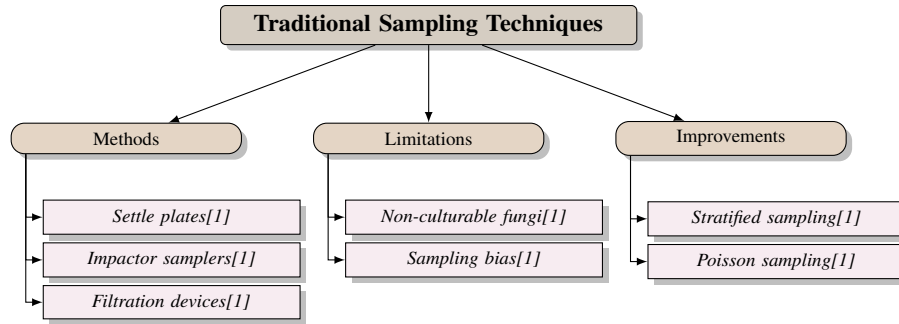 Traditional Sampling Techniques
Methods
Limitations
Improvements
Settle plates[1]
Impactor samplers[1]
Filtration devices[1]
Non-culturable fungi[1]
Sampling bias[1]
Stratified sampling[1]
Poisson sampling[1]